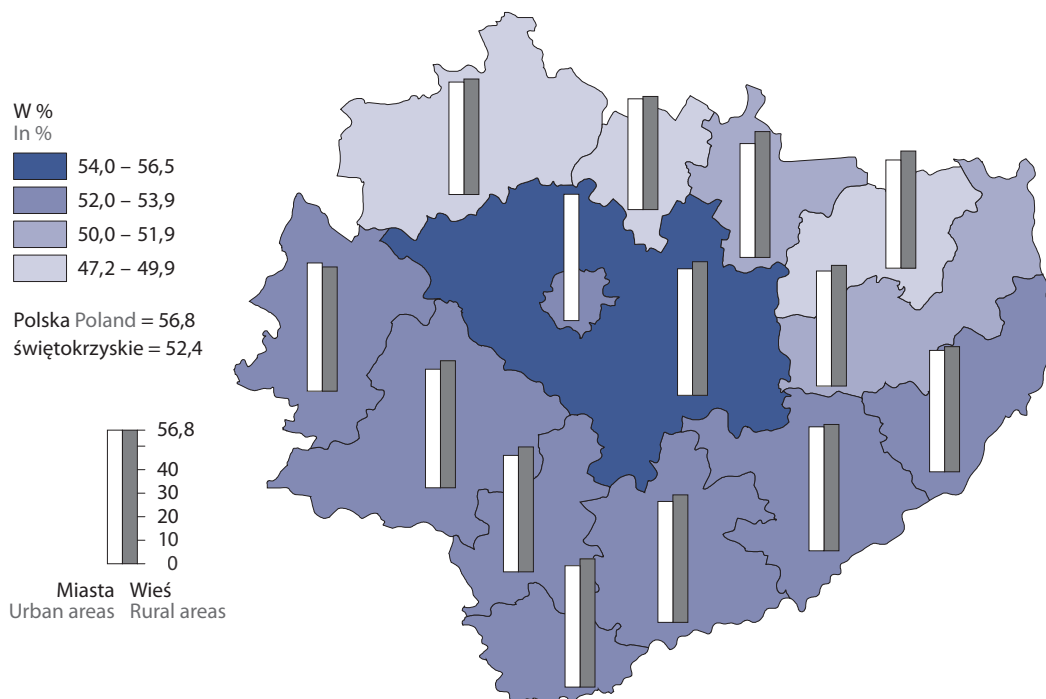 W %
In %
54,0 – 56,5
52,0 – 53,9
50,0 – 51,9
47,2 – 49,9
Polska Poland = 56,8
świętokrzyskie = 52,4
56,8
40
30
20
10
0
Miasta Wieś
Urban areas Rural areas